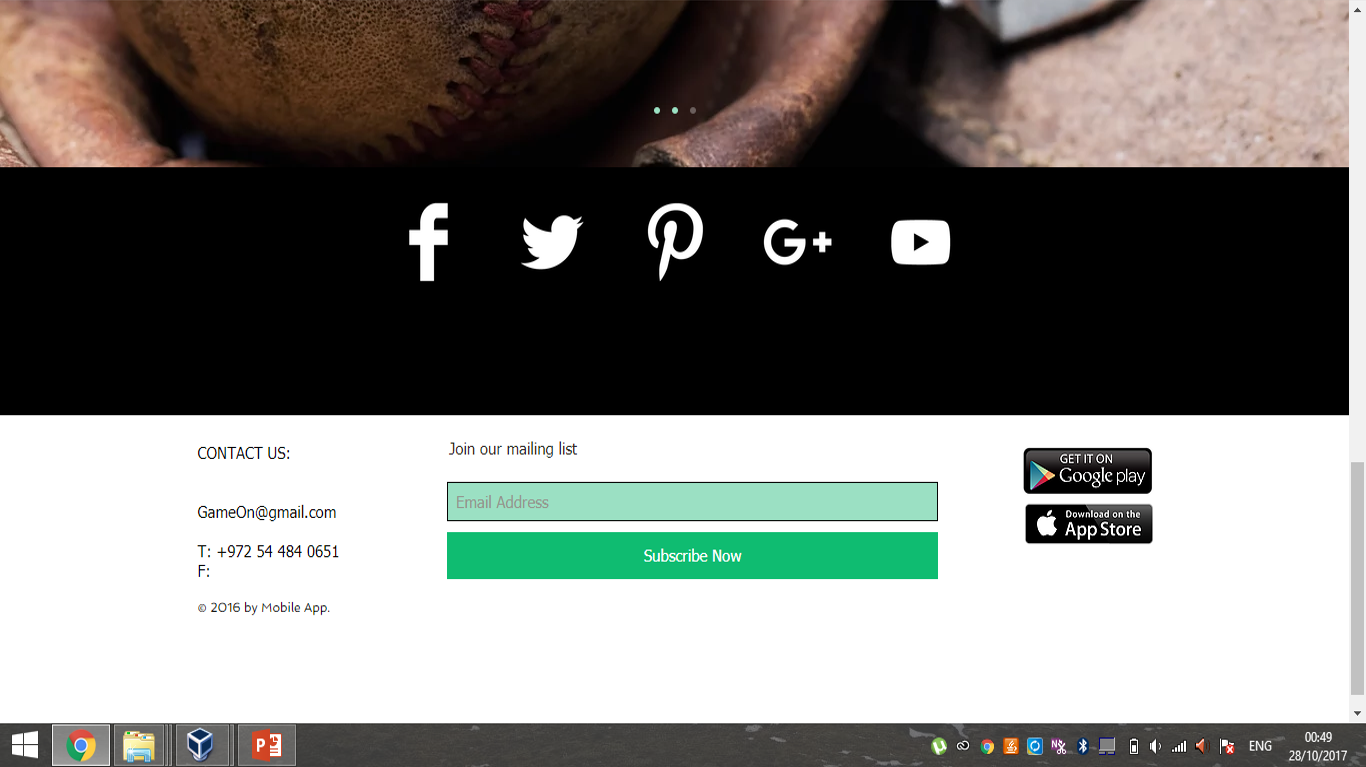 CONTACT US:
GameOn@gmail.com
T: +972 54 484 0651
F:
© 2016 by Mobile App.
Join our mailing list
Email Address
Subscribe Now
GET IT ON
Google play
Download on the
App Store
ENG
00:49
28/10/2017